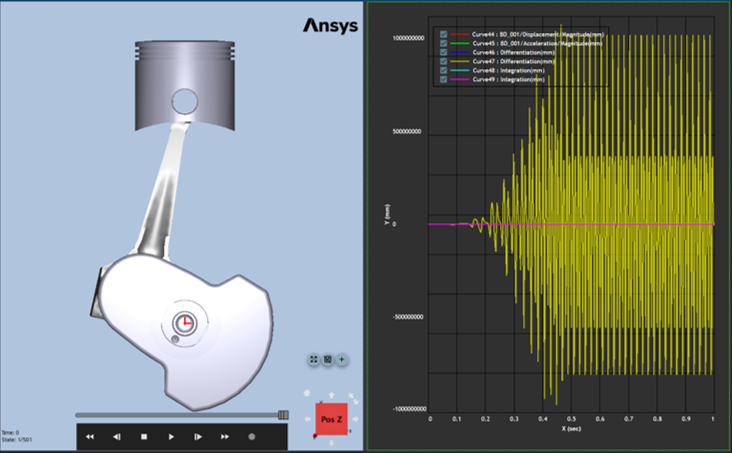 Ansys
Time: 0
State: 1/501
Pos Z
Curve44 : BD_001/Displacement/Magnitude(mm)
Curve45 : BD_001/Acceleration/Magnitude(mm)
Curve46 : Differentiation(mm)
Curve47 : Differentiation(mm)
Curve48 : Integration(mm)
Curve49 : Integration(mm)
1000000000
500000000
0
-500000000
-1000000000
Y (mm)
0 0.1 0.2 0.3 0.4 0.5 0.6 0.7 0.8 0.9 1
X (sec)